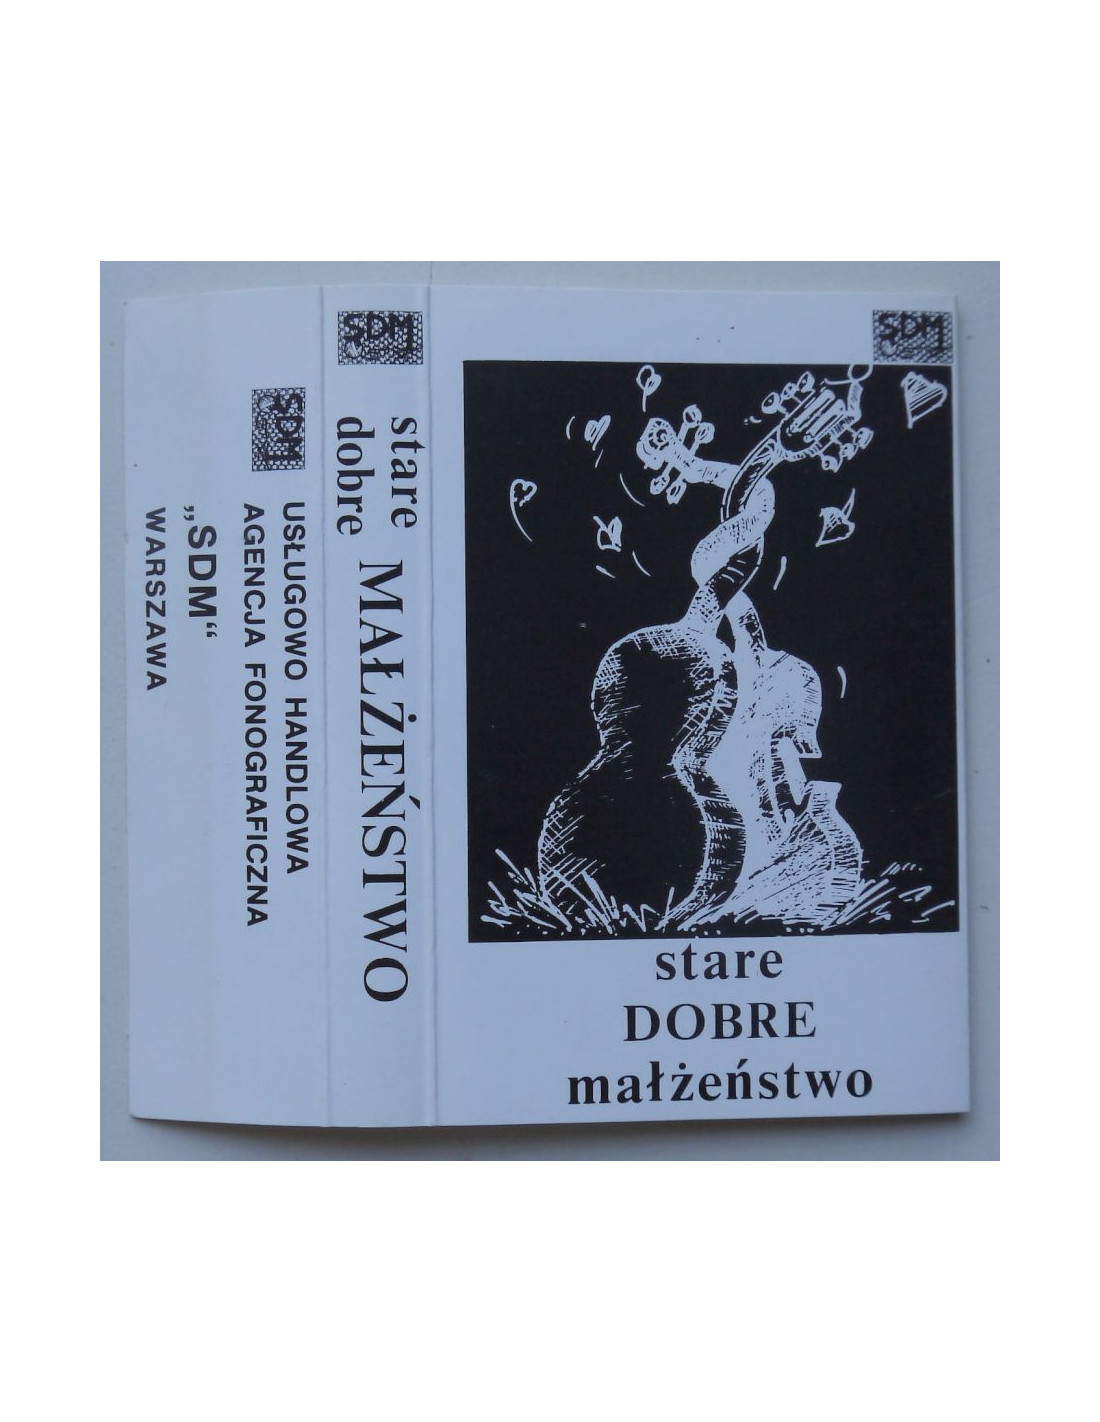 SDM
stare
DOBRE
małżeństwo
SDM
stare
dobre
MAŁŻEŃSTWO
SDM
USŁUGOWO HANDLOWA
AGENCJA FONOGRAFICZNA
„SDM“
WARSZAWA